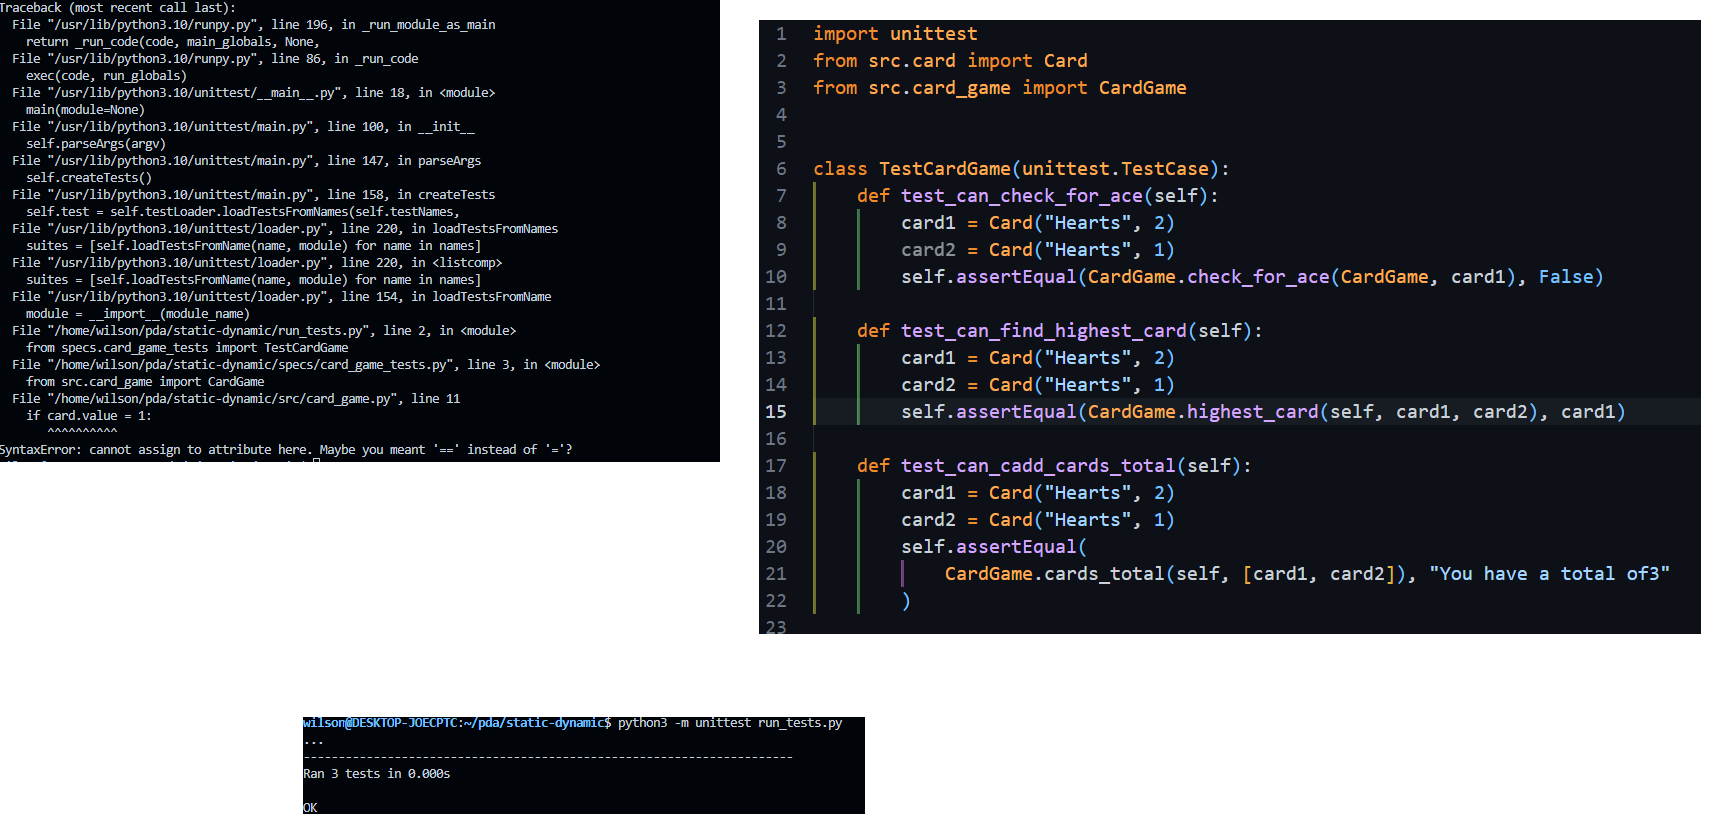 Traceback (most recent call last):
  File "/usr/lib/python3.10/runpy.py", line 196, in _run_module_as_main
    return _run_code(code, main_globals, None,
  File "/usr/lib/python3.10/runpy.py", line 86, in _run_code
    exec(code, run_globals)
  File "/usr/lib/python3.10/unittest/__main__.py", line 18, in <module>
    main(module=None)
  File "/usr/lib/python3.10/unittest/main.py", line 100, in __init__
    self.parseArgs(argv)
  File "/usr/lib/python3.10/unittest/main.py", line 147, in parseArgs
    self.createTests()
  File "/usr/lib/python3.10/unittest/main.py", line 158, in createTests
    self.test = self.testLoader.loadTestsFromNames(self.testNames,
  File "/usr/lib/python3.10/unittest/loader.py", line 220, in loadTestsFromNames
    suites = [self.loadTestsFromName(name, module) for name in names]
  File "/usr/lib/python3.10/unittest/loader.py", line 220, in <listcomp>
    suites = [self.loadTestsFromName(name, module) for name in names]
  File "/usr/lib/python3.10/unittest/loader.py", line 154, in loadTestsFromName
    module = __import__(module_name)
  File "/home/wilson/pda/static-dynamic/run_tests.py", line 2, in <module>
    from specs.card_game_tests import TestCardGame
  File "/home/wilson/pda/static-dynamic/specs/card_game_tests.py", line 3, in <module>
    from src.card_game import CardGame
  File "/home/wilson/pda/static-dynamic/src/card_game.py", line 11
    if card.value = 1:
       ^^^^^^^^^^
SyntaxError: cannot assign to attribute here. Maybe you meant '==' instead of '='?
1 import unittest
2 from src.card import Card
3 from src.card_game import CardGame
4
5
6 class TestCardGame(unittest.TestCase):
7     def test_can_check_for_ace(self):
8         card1 = Card("Hearts", 2)
9         card2 = Card("Hearts", 1)
10         self.assertEqual(CardGame.check_for_ace(CardGame, card1), False)
11
12     def test_can_find_highest_card(self):
13         card1 = Card("Hearts", 2)
14         card2 = Card("Hearts", 1)
15         self.assertEqual(CardGame.highest_card(self, card1, card2), card1)
16
17     def test_can_cadd_cards_total(self):
18         card1 = Card("Hearts", 2)
19         card2 = Card("Hearts", 1)
20         self.assertEqual(
21             CardGame.cards_total(self, [card1, card2]), "You have a total of3"
22         )
23
wilson@DESKTOP-JOECPTC:~/pda/static-dynamic$ python3 -m unittest run_tests.py
...
----------------------------------------------------------------------
Ran 3 tests in 0.000s
OK